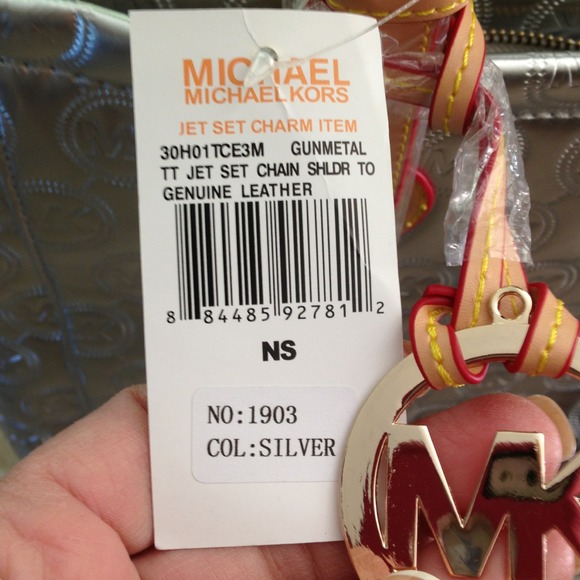 MICHAEL
MICHAEL KORS
JET SET CHARM ITEM
30H01TCE3M GUNMETAL
TT JET SET CHAIN SHLDR TO
GENUINE LEATHER
8 84485 92781 2
NS
NO:1903
COL:SILVER
MK